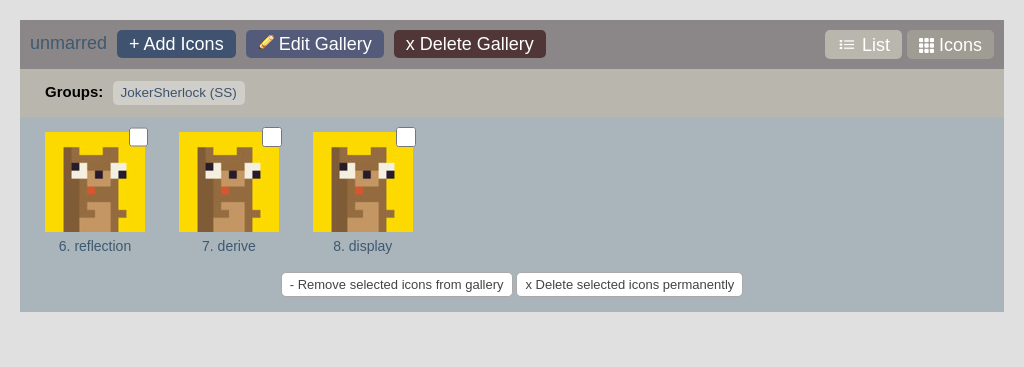 unmarred + Add Icons Edit Gallery x Delete Gallery List Icons
Groups: JokerSherlock (SS)
6. reflection 7. derive 8. display
- Remove selected icons from gallery x Delete selected icons permanently